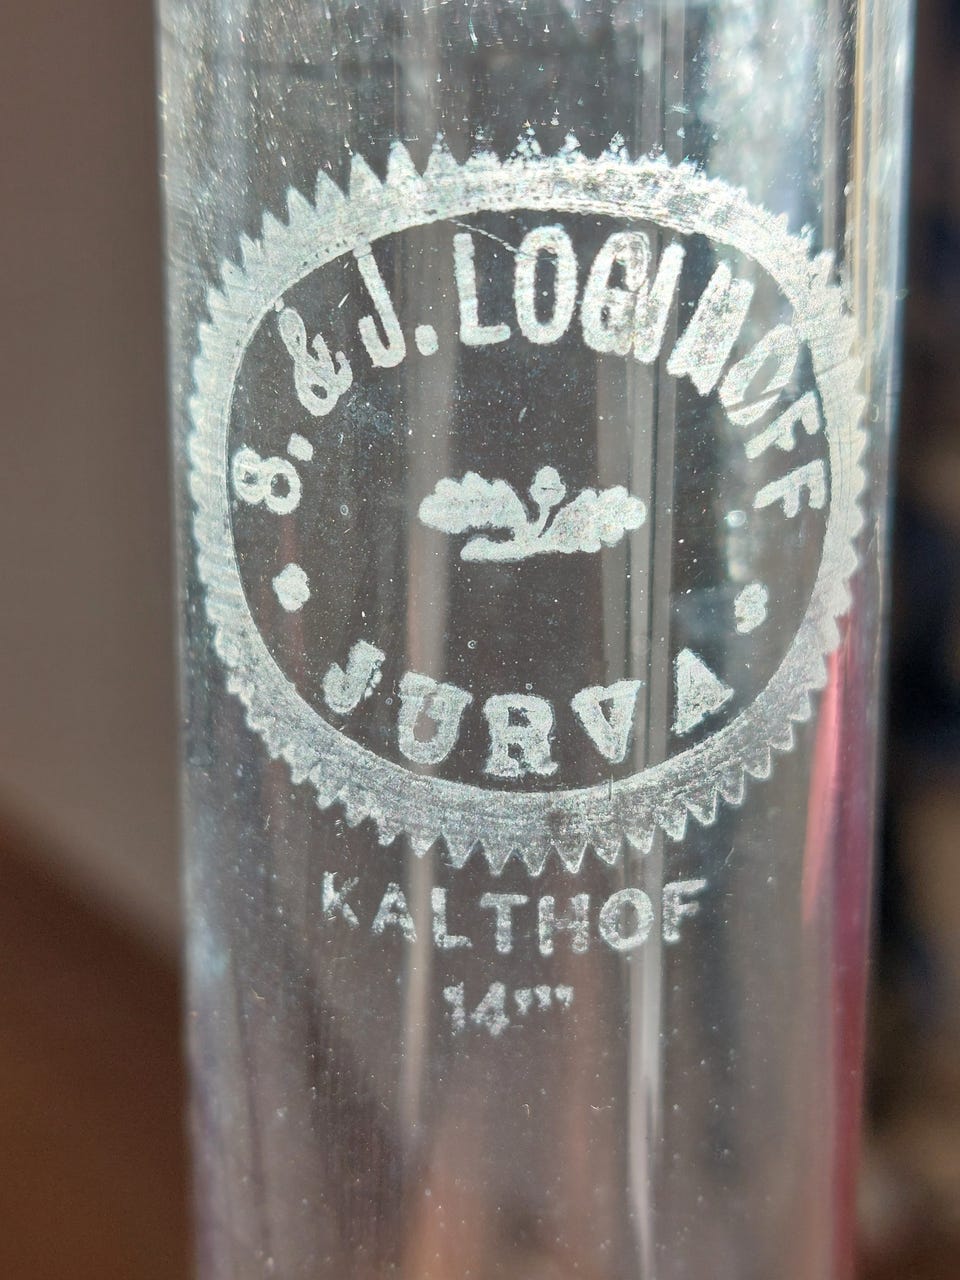 S. & J. LOGINOFF
JURVA
KALTHOF
14''''